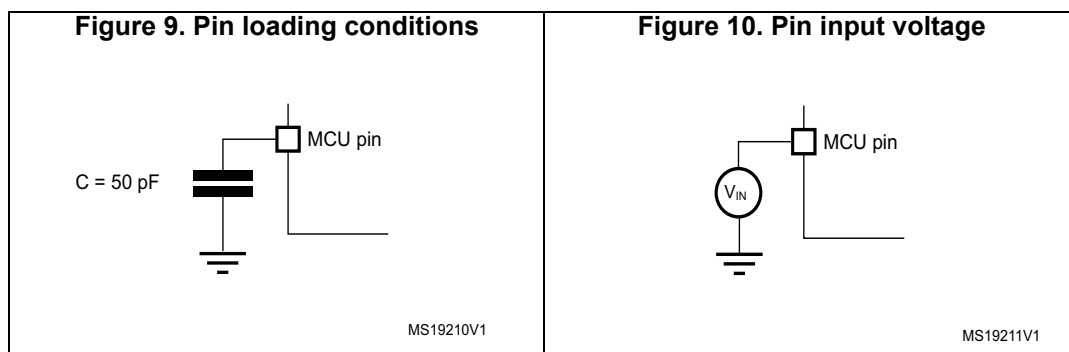 Figure 9. Pin loading conditions
MCU pin
C = 50 pF
MS19210V1
Figure 10. Pin input voltage
MCU pin
VIN
MS19211V1